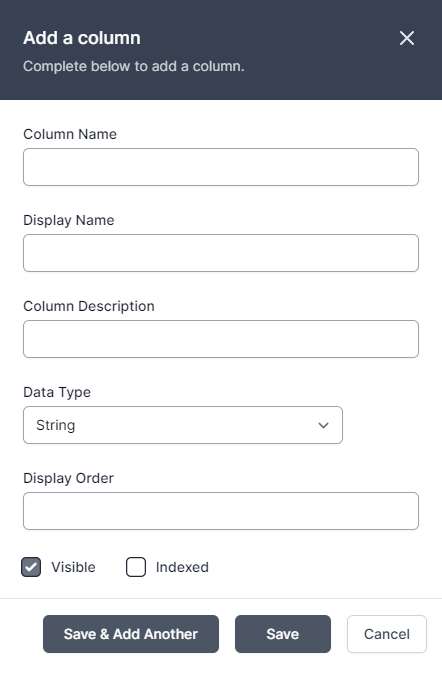 Add a column
Complete below to add a column.
Column Name
Display Name
Column Description
Data Type
String
Display Order
Visible Indexed
Save & Add Another Save Cancel